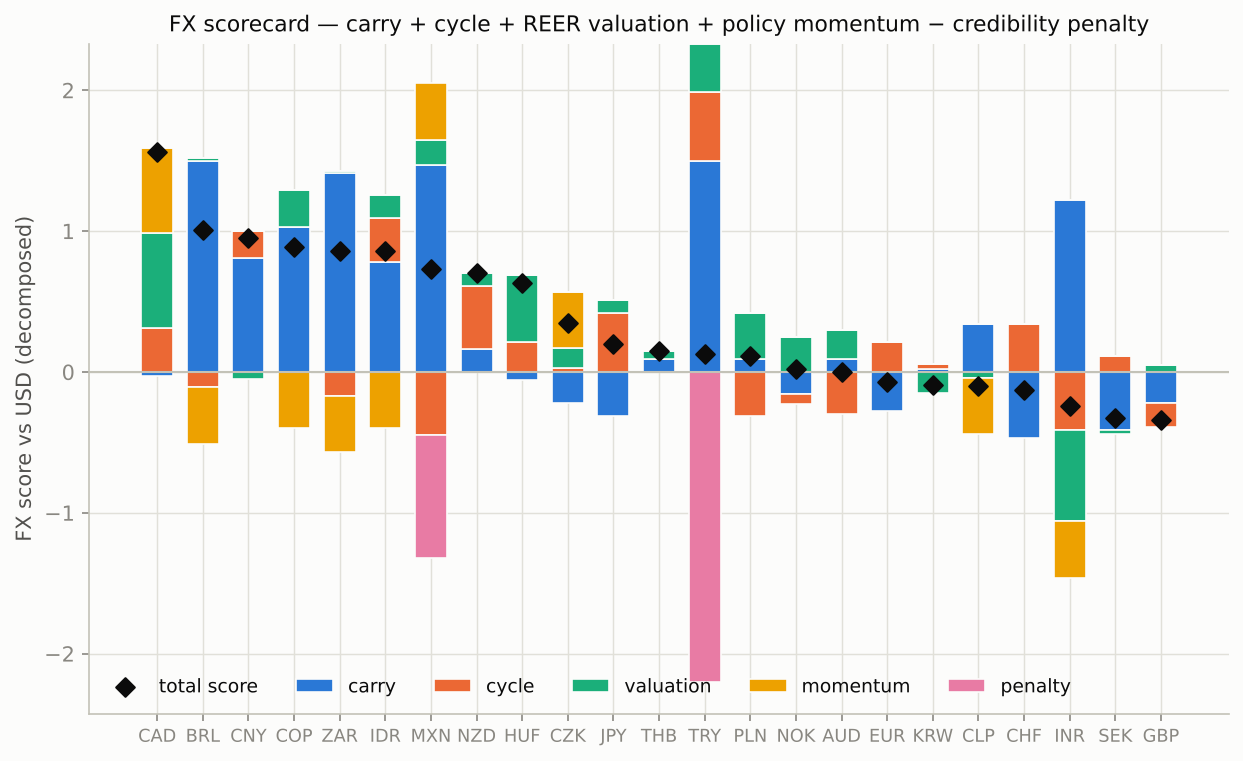 FX scorecard — carry + cycle + REER valuation + policy momentum − credibility penalty
FX score vs USD (decomposed)
2
1
0
−1
−2
total score carry cycle valuation momentum penalty
CAD BRL CNY COP ZAR IDR MXN NZD HUF CZK JPY THB TRY PLN NOK AUD EUR KRW CLP CHF INR SEK GBP